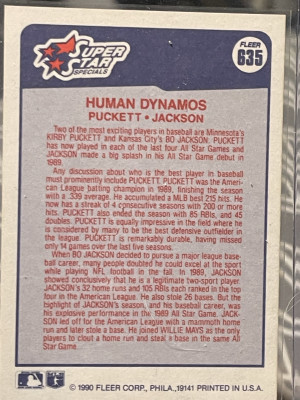 SUPER
STAR
SPECIALS
FLEER
635
HUMAN DYNAMOS
PUCKETT • JACKSON
Two of the most exciting players in baseball are Minnesota's
KIRBY PUCKETT and Kansas City's BO JACKSON. PUCKETT
has now played in each of the last four All Star Games and
JACKSON made a big splash in his All Star Game debut in
1989.
Any discussion about who is the best player in baseball
must prominently include PUCKETT. PUCKETT was the Ameri-
can League batting champion in 1989, finishing the season
with a .339 average. He accumulated a MLB best 215 hits. He
now has a streak of 4 consecutive seasons with 200 or more
hits. PUCKETT also ended the season with 85 RBIs, and 45
doubles. PUCKETT is equally impressive in the field where he
is considered by many to be the best defensive outfielder in
the league. PUCKETT is remarkably durable, having missed
only 14 games over the last five seasons.
When BO JACKSON decided to pursue a major league base-
ball career, many people doubted he could excel at the sport
while playing NFL football in the fall. In 1989, JACKSON
showed conclusively that he is a legitimate two-sport player.
JACKSON's 32 home runs and 105 RBIs each ranked in the top
four in the American League. He also stole 26 bases. But the
highlight of JACKSON's season, and his baseball career, was
his explosive performance in the 1989 All Star Game. JACK-
SON led off for the American League with a mammoth home
run and later stole a base. He joined WILLIE MAYS as the only
players to clout a home run and steal a base in the same All
Star Game.
© 1990 FLEER CORP., PHILA., 19141 PRINTED IN U.S.A.